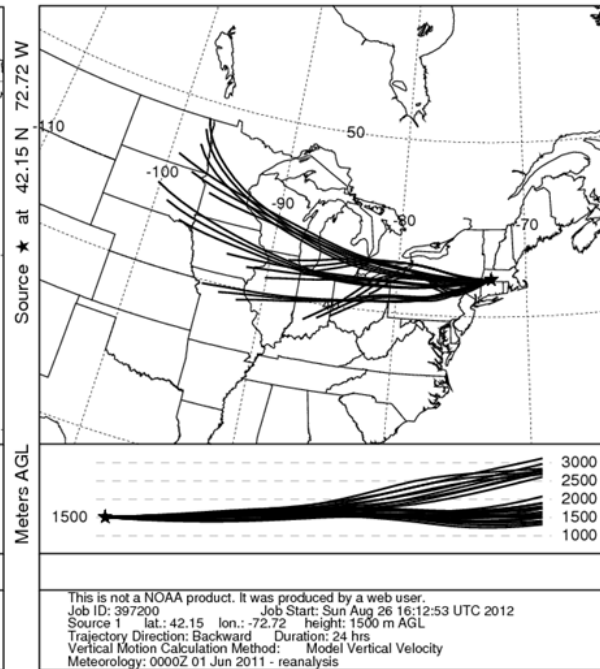 Source ★ at 42.15 N 72.72 W
-110
50
-100
-90
-80
-70
Meters AGL
3000
2500
2000
1500
1500
1000
This is not a NOAA product. It was produced by a web user.
Job ID: 397200 Job Start: Sun Aug 26 16:12:53 UTC 2012
Source 1 lat.: 42.15 lon.: -72.72 height: 1500 m AGL
Trajectory Direction: Backward Duration: 24 hrs
Vertical Motion Calculation Method: Model Vertical Velocity
Meteorology: 0000Z 01 Jun 2011 - reanalysis